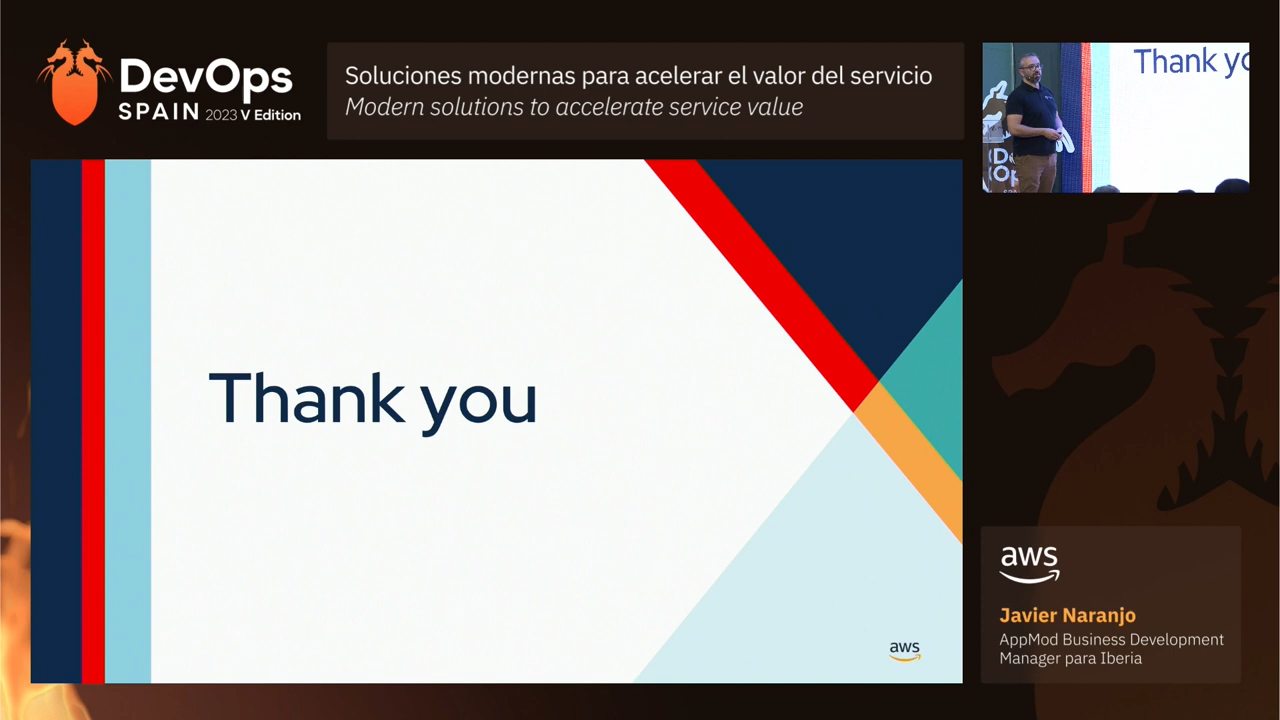 DevOps
SPAIN 2023 V Edition
Soluciones modernas para acelerar el valor del servicio
Modern solutions to accelerate service value
Thank yo
Thank you
aws
aws
Javier Naranjo
AppMod Business Development
Manager para Iberia